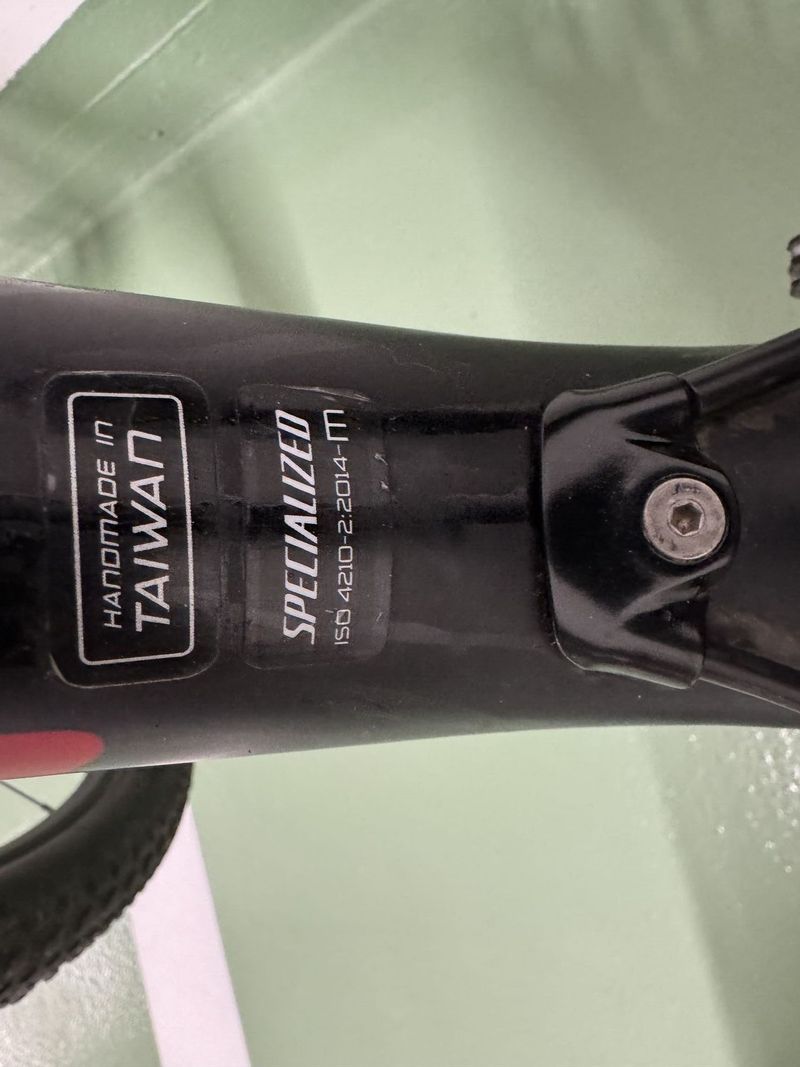 HANDMADE IN
TAIWAN
SPECIALIZED
ISO 4210-2:2014-m